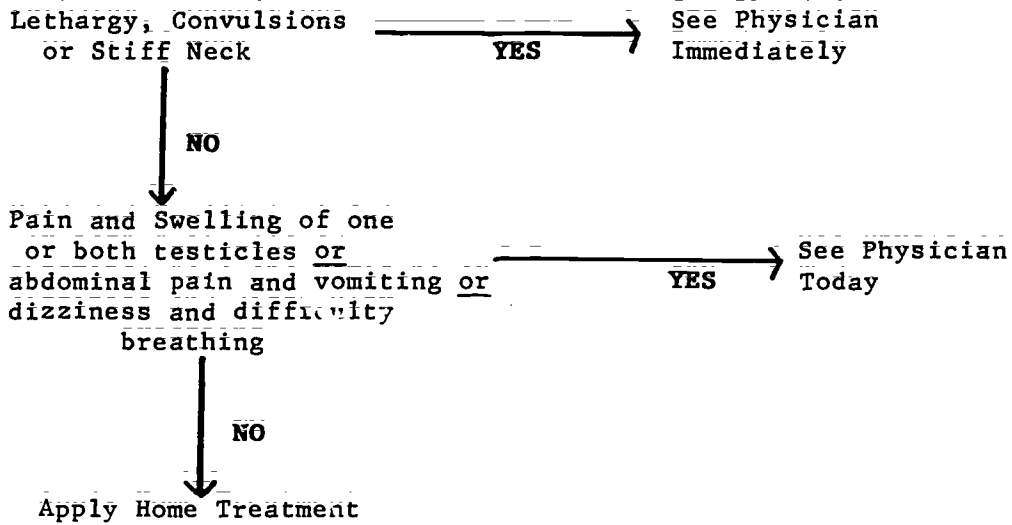 Lethargy, Convulsions
or Stiff Neck
YES
See Physician
Immediately
NO
Pain and Swelling of one
or both testicles or
abdominal pain and vomiting or
dizziness and difficulty
breathing
YES
See Physician
Today
NO
Apply Home Treatment